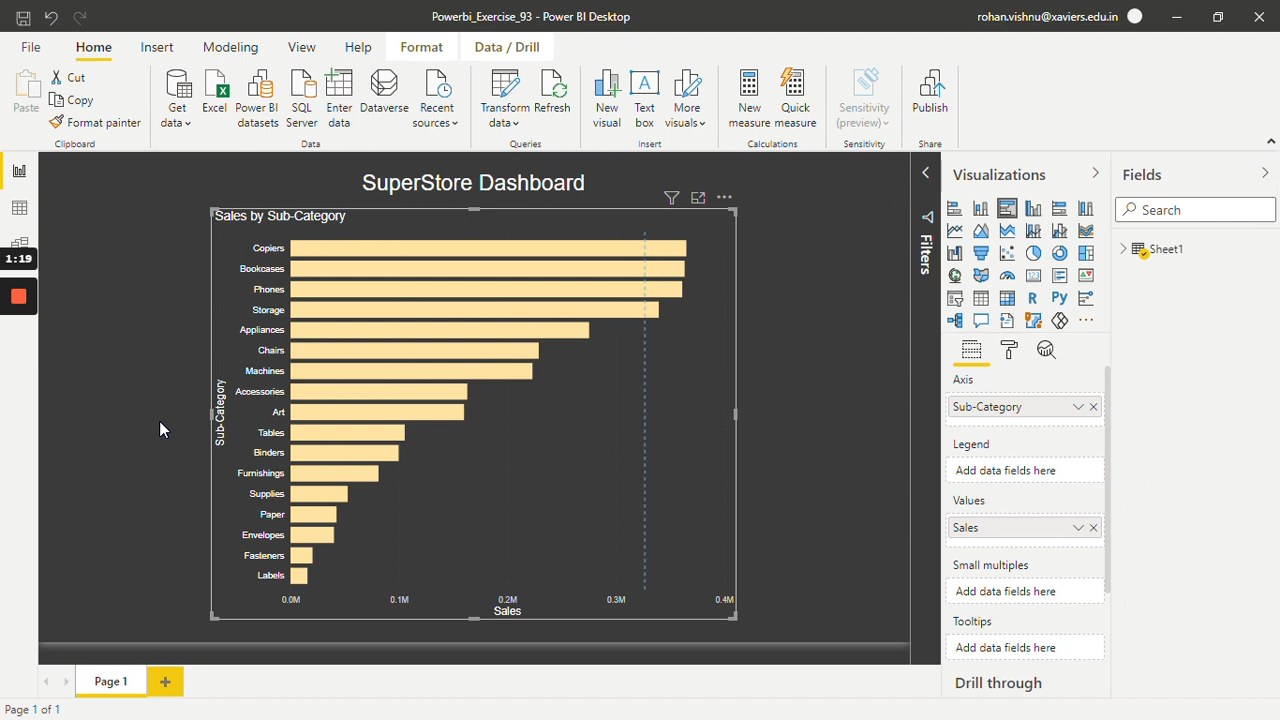 Powerbi_Exercise_93 - Power BI Desktop
rohan.vishnu@xaviers.edu.in
File Home Insert Modeling View Help Format Data / Drill
Paste
Cut
Copy
Format painter
Clipboard
Get data
Excel
Power BI datasets
SQL Server
Enter data
Dataverse
Recent sources
Data
Transform data
Refresh
Queries
New visual
Text box
More visuals
Insert
New measure
Quick measure
Calculations
Sensitivity (preview)
Sensitivity
Publish
Share
1:19
SuperStore Dashboard
Sales by Sub-Category
Sub-Category
Copiers
Bookcases
Phones
Storage
Appliances
Chairs
Machines
Accessories
Art
Tables
Binders
Furnishings
Supplies
Paper
Envelopes
Fasteners
Labels
0.0M 0.1M 0.2M 0.3M 0.4M
Sales
Filters
Visualizations
R
Py
123
Axis
Sub-Category
Legend
Add data fields here
Values
Sales
Small multiples
Add data fields here
Tooltips
Add data fields here
Drill through
Fields
Search
Sheet1
Page 1
Page 1 of 1